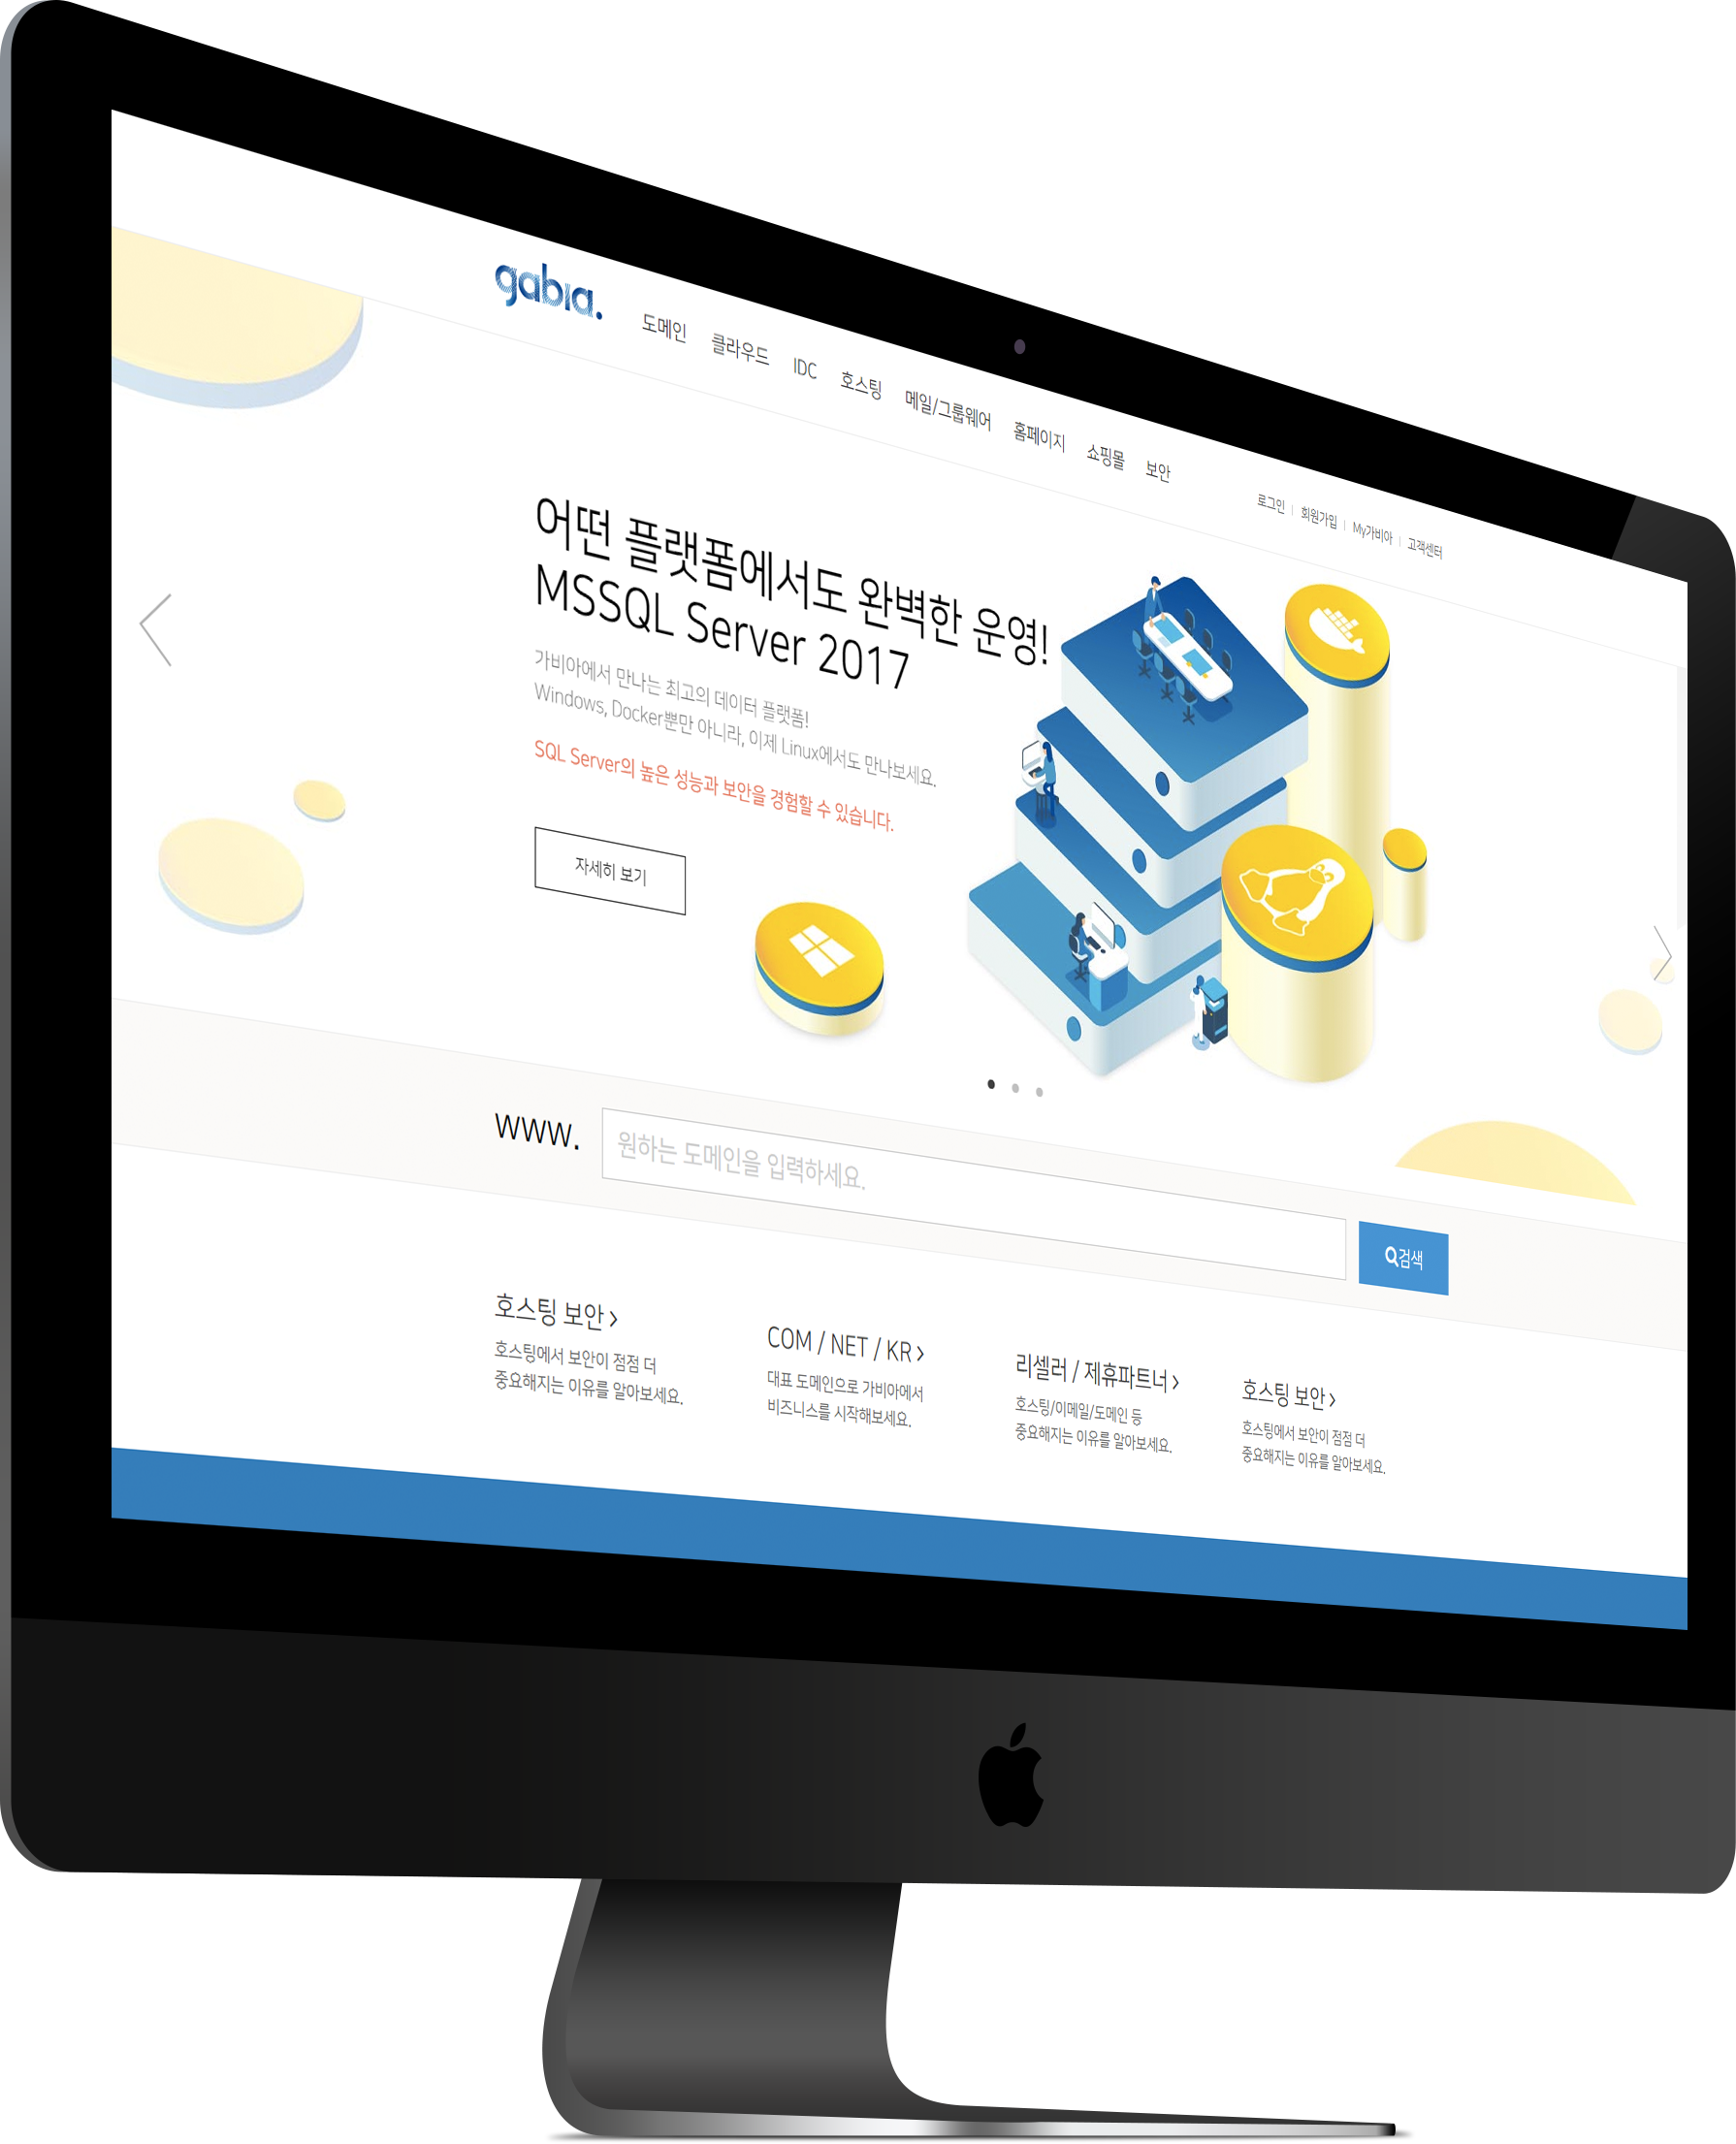 gabia.
도메인 클라우드 IDC 호스팅 메일/그룹웨어 홈페이지 쇼핑몰 보안
로그인 | 회원가입 | My가비아 | 고객센터
어떤 플랫폼에서도 완벽한 운영!
MSSQL Server 2017
가비아에서 만나는 최고의 데이터 플랫폼!
Windows, Docker뿐만 아니라, 이제 Linux에서도 만나보세요.
SQL Server의 높은 성능과 보안을 경험할 수 있습니다.
자세히 보기
www. 원하는 도메인을 입력하세요. 검색
호스팅 보안 >
호스팅에서 보안이 점점 더
중요해지는 이유를 알아보세요.
COM / NET / KR >
대표 도메인으로 가비아에서
비즈니스를 시작해보세요.
리셀러 / 제휴파트너 >
호스팅/이메일/도메인 등
중요해지는 이유를 알아보세요.
호스팅 보안 >
호스팅에서 보안이 점점 더
중요해지는 이유를 알아보세요.